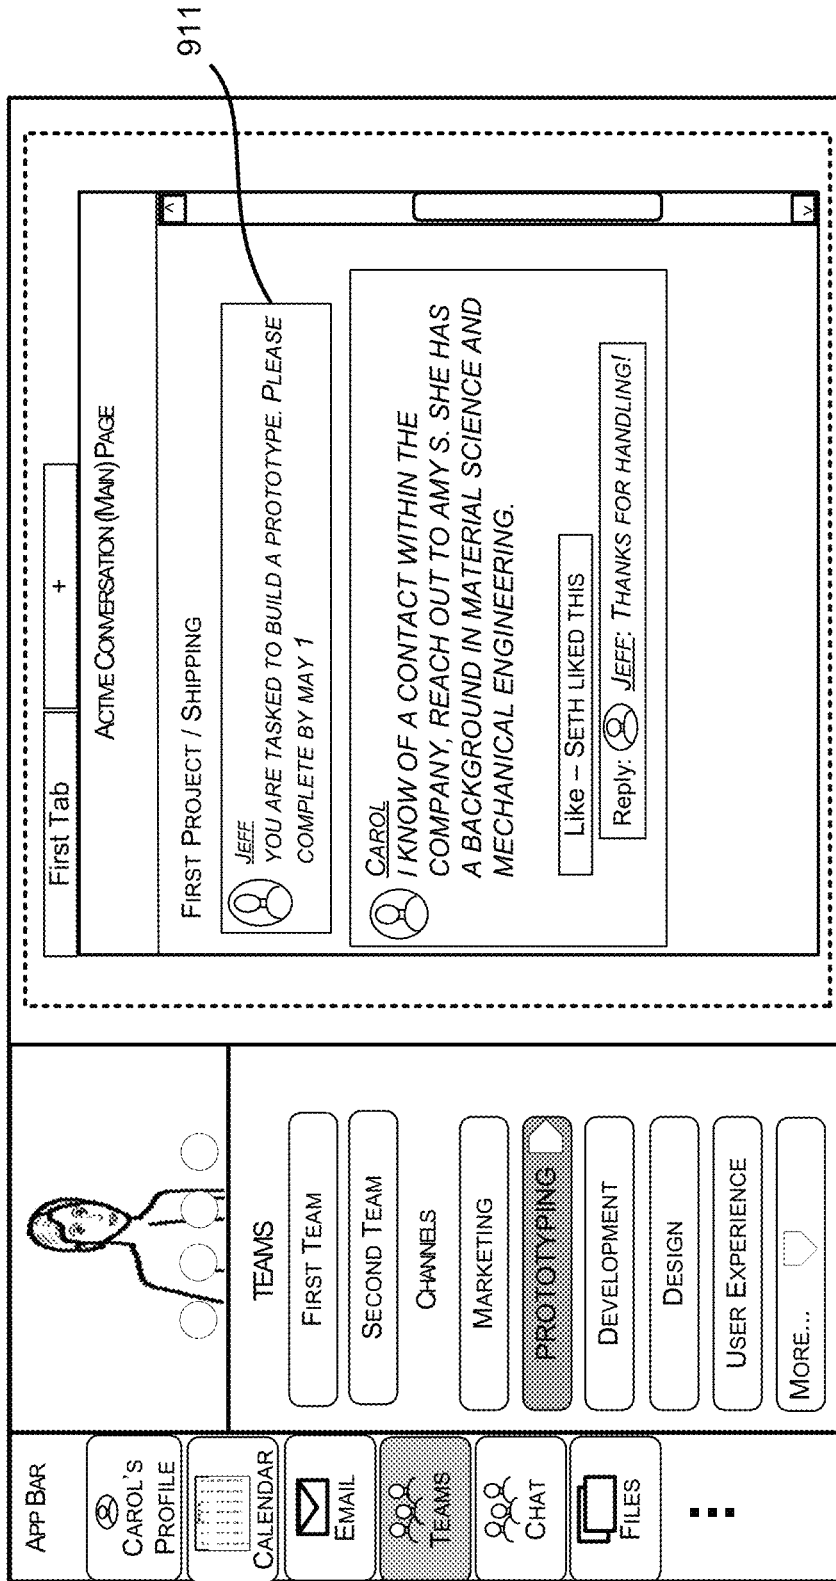 APP BAR
CAROL'S
PROFILE
CALENDAR
EMAIL
TEAMS
CHAT
FILES
...
TEAMS
FIRST TEAM
SECOND TEAM
CHANNELS
MARKETING
PROTOTYPING
DEVELOPMENT
DESIGN
USER EXPERIENCE
MORE...
First Tab
+
ACTIVE CONVERSATION (MAIN) PAGE
FIRST PROJECT / SHIPPING
JEFF
YOU ARE TASKED TO BUILD A PROTOTYPE. PLEASE
COMPLETE BY MAY 1
CAROL
I KNOW OF A CONTACT WITHIN THE
COMPANY, REACH OUT TO AMY S. SHE HAS
A BACKGROUND IN MATERIAL SCIENCE AND
MECHANICAL ENGINEERING.
Like – SETH LIKED THIS
Reply: JEFF: THANKS FOR HANDLING!
911